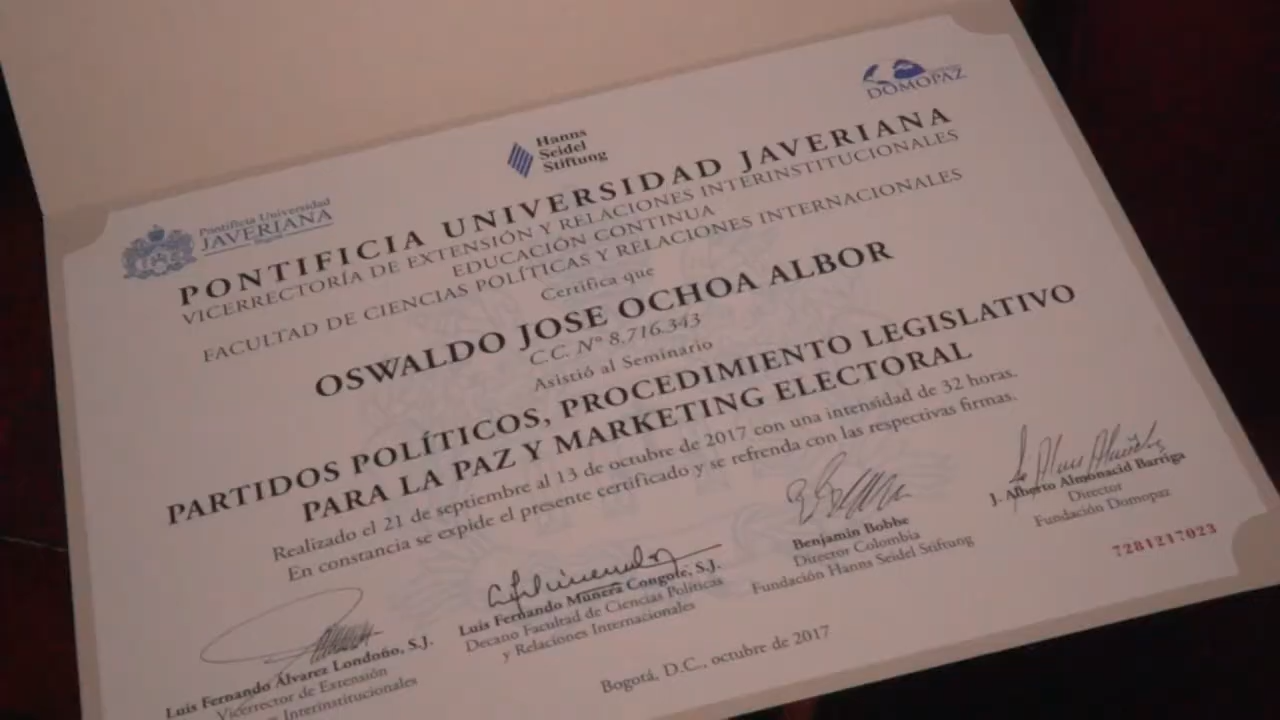 DOMOPAZ
Hanns
Seidel
Stiftung
Pontificia Universidad
JAVERIANA
Bogotá
PONTIFICIA UNIVERSIDAD JAVERIANA
VICERRECTORÍA DE EXTENSIÓN Y RELACIONES INTERINSTITUCIONALES
EDUCACIÓN CONTINUA
FACULTAD DE CIENCIAS POLÍTICAS Y RELACIONES INTERNACIONALES
Certifica que
OSWALDO JOSE OCHOA ALBOR
C.C. N° 8.716.343
Asistió al Seminario
PARTIDOS POLÍTICOS, PROCEDIMIENTO LEGISLATIVO
PARA LA PAZ Y MARKETING ELECTORAL
Realizado el 21 de septiembre al 13 de octubre de 2017 con una intensidad de 32 horas.
En constancia se expide el presente certificado y se refrenda con las respectivas firmas.
J. Alberto Almonacid Barriga
Director
Fundación Domopaz
Benjamin Bobbe
Director Colombia
Fundación Hanns Seidel Stiftung
Luis Fernando Múnera Congote, S.J.
Decano Facultad de Ciencias Políticas
y Relaciones Internacionales
Luis Fernando Álvarez Londoño, S.J.
Vicerrector de Extensión
Interinstitucionales
7281217023
Bogotá, D.C., octubre de 2017